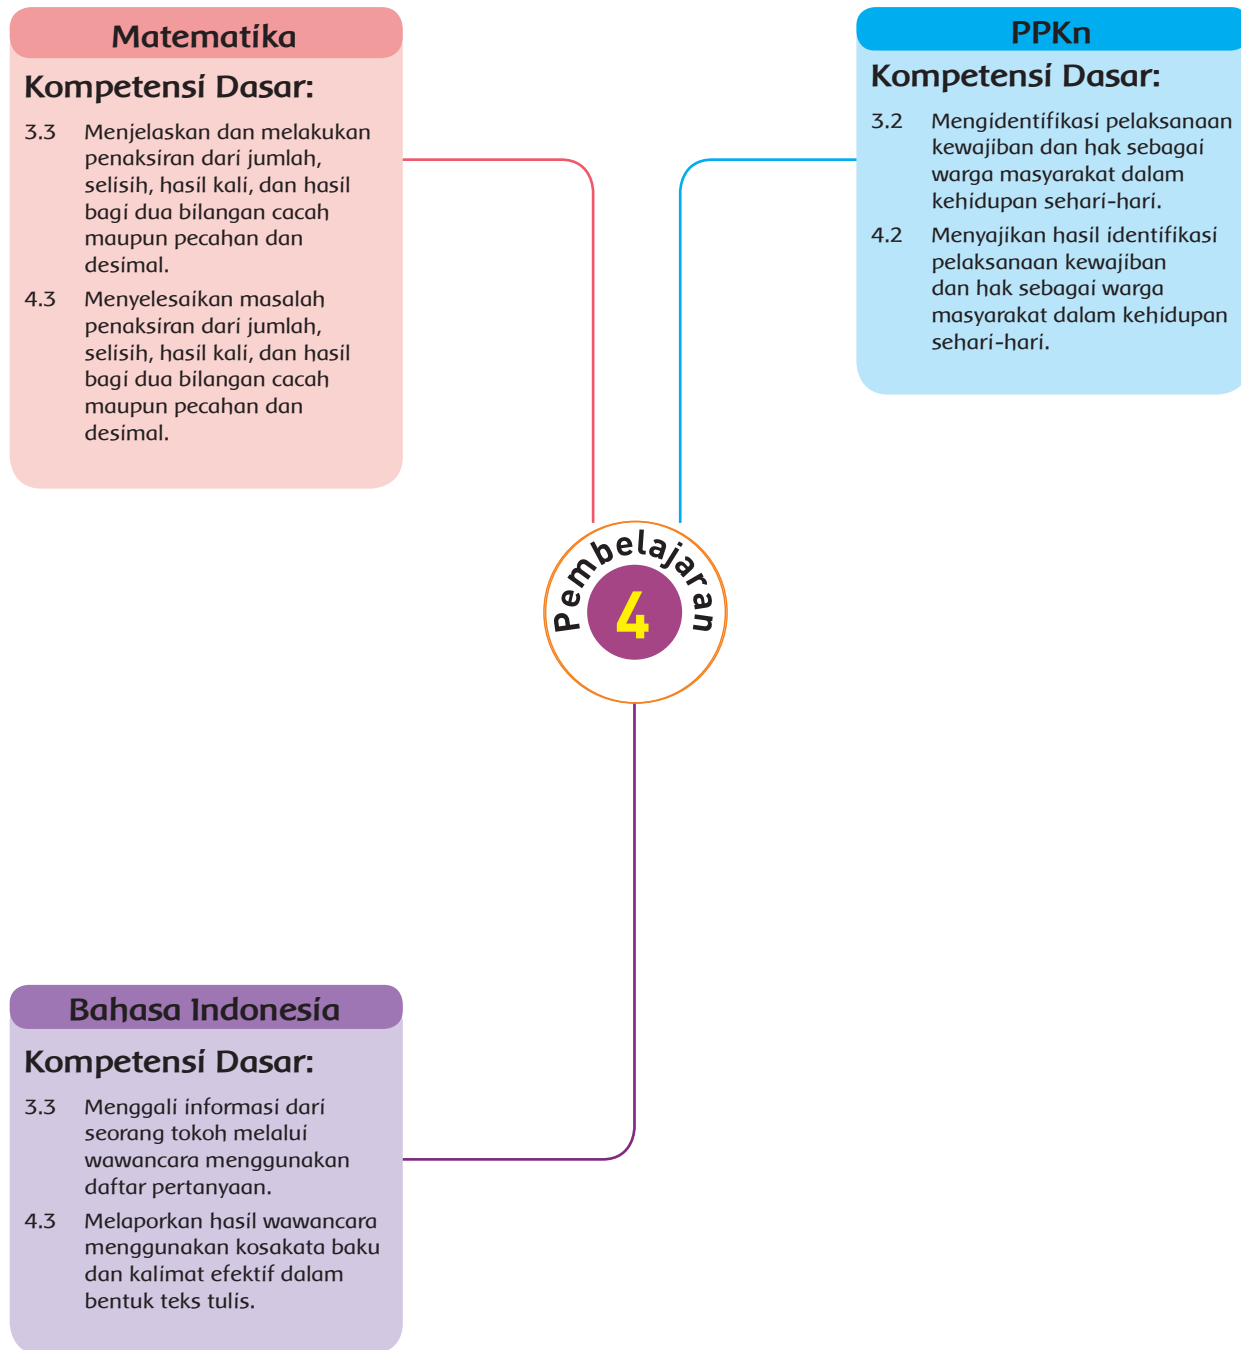 Matematika
Kompetensi Dasar:
3.3 Menjelaskan dan melakukan
penaksiran dari jumlah,
selisih, hasil kali, dan hasil
bagi dua bilangan cacah
maupun pecahan dan
desimal.
4.3 Menyelesaikan masalah
penaksiran dari jumlah,
selisih, hasil kali, dan hasil
bagi dua bilangan cacah
maupun pecahan dan
desimal.
PPKn
Kompetensi Dasar:
3.2 Mengidentifikasi pelaksanaan
kewajiban dan hak sebagai
warga masyarakat dalam
kehidupan sehari-hari.
4.2 Menyajikan hasil identifikasi
pelaksanaan kewajiban
dan hak sebagai warga
masyarakat dalam kehidupan
sehari-hari.
Pembelajaran
4
Bahasa Indonesia
Kompetensi Dasar:
3.3 Menggali informasi dari
seorang tokoh melalui
wawancara menggunakan
daftar pertanyaan.
4.3 Melaporkan hasil wawancara
menggunakan kosakata baku
dan kalimat efektif dalam
bentuk teks tulis.